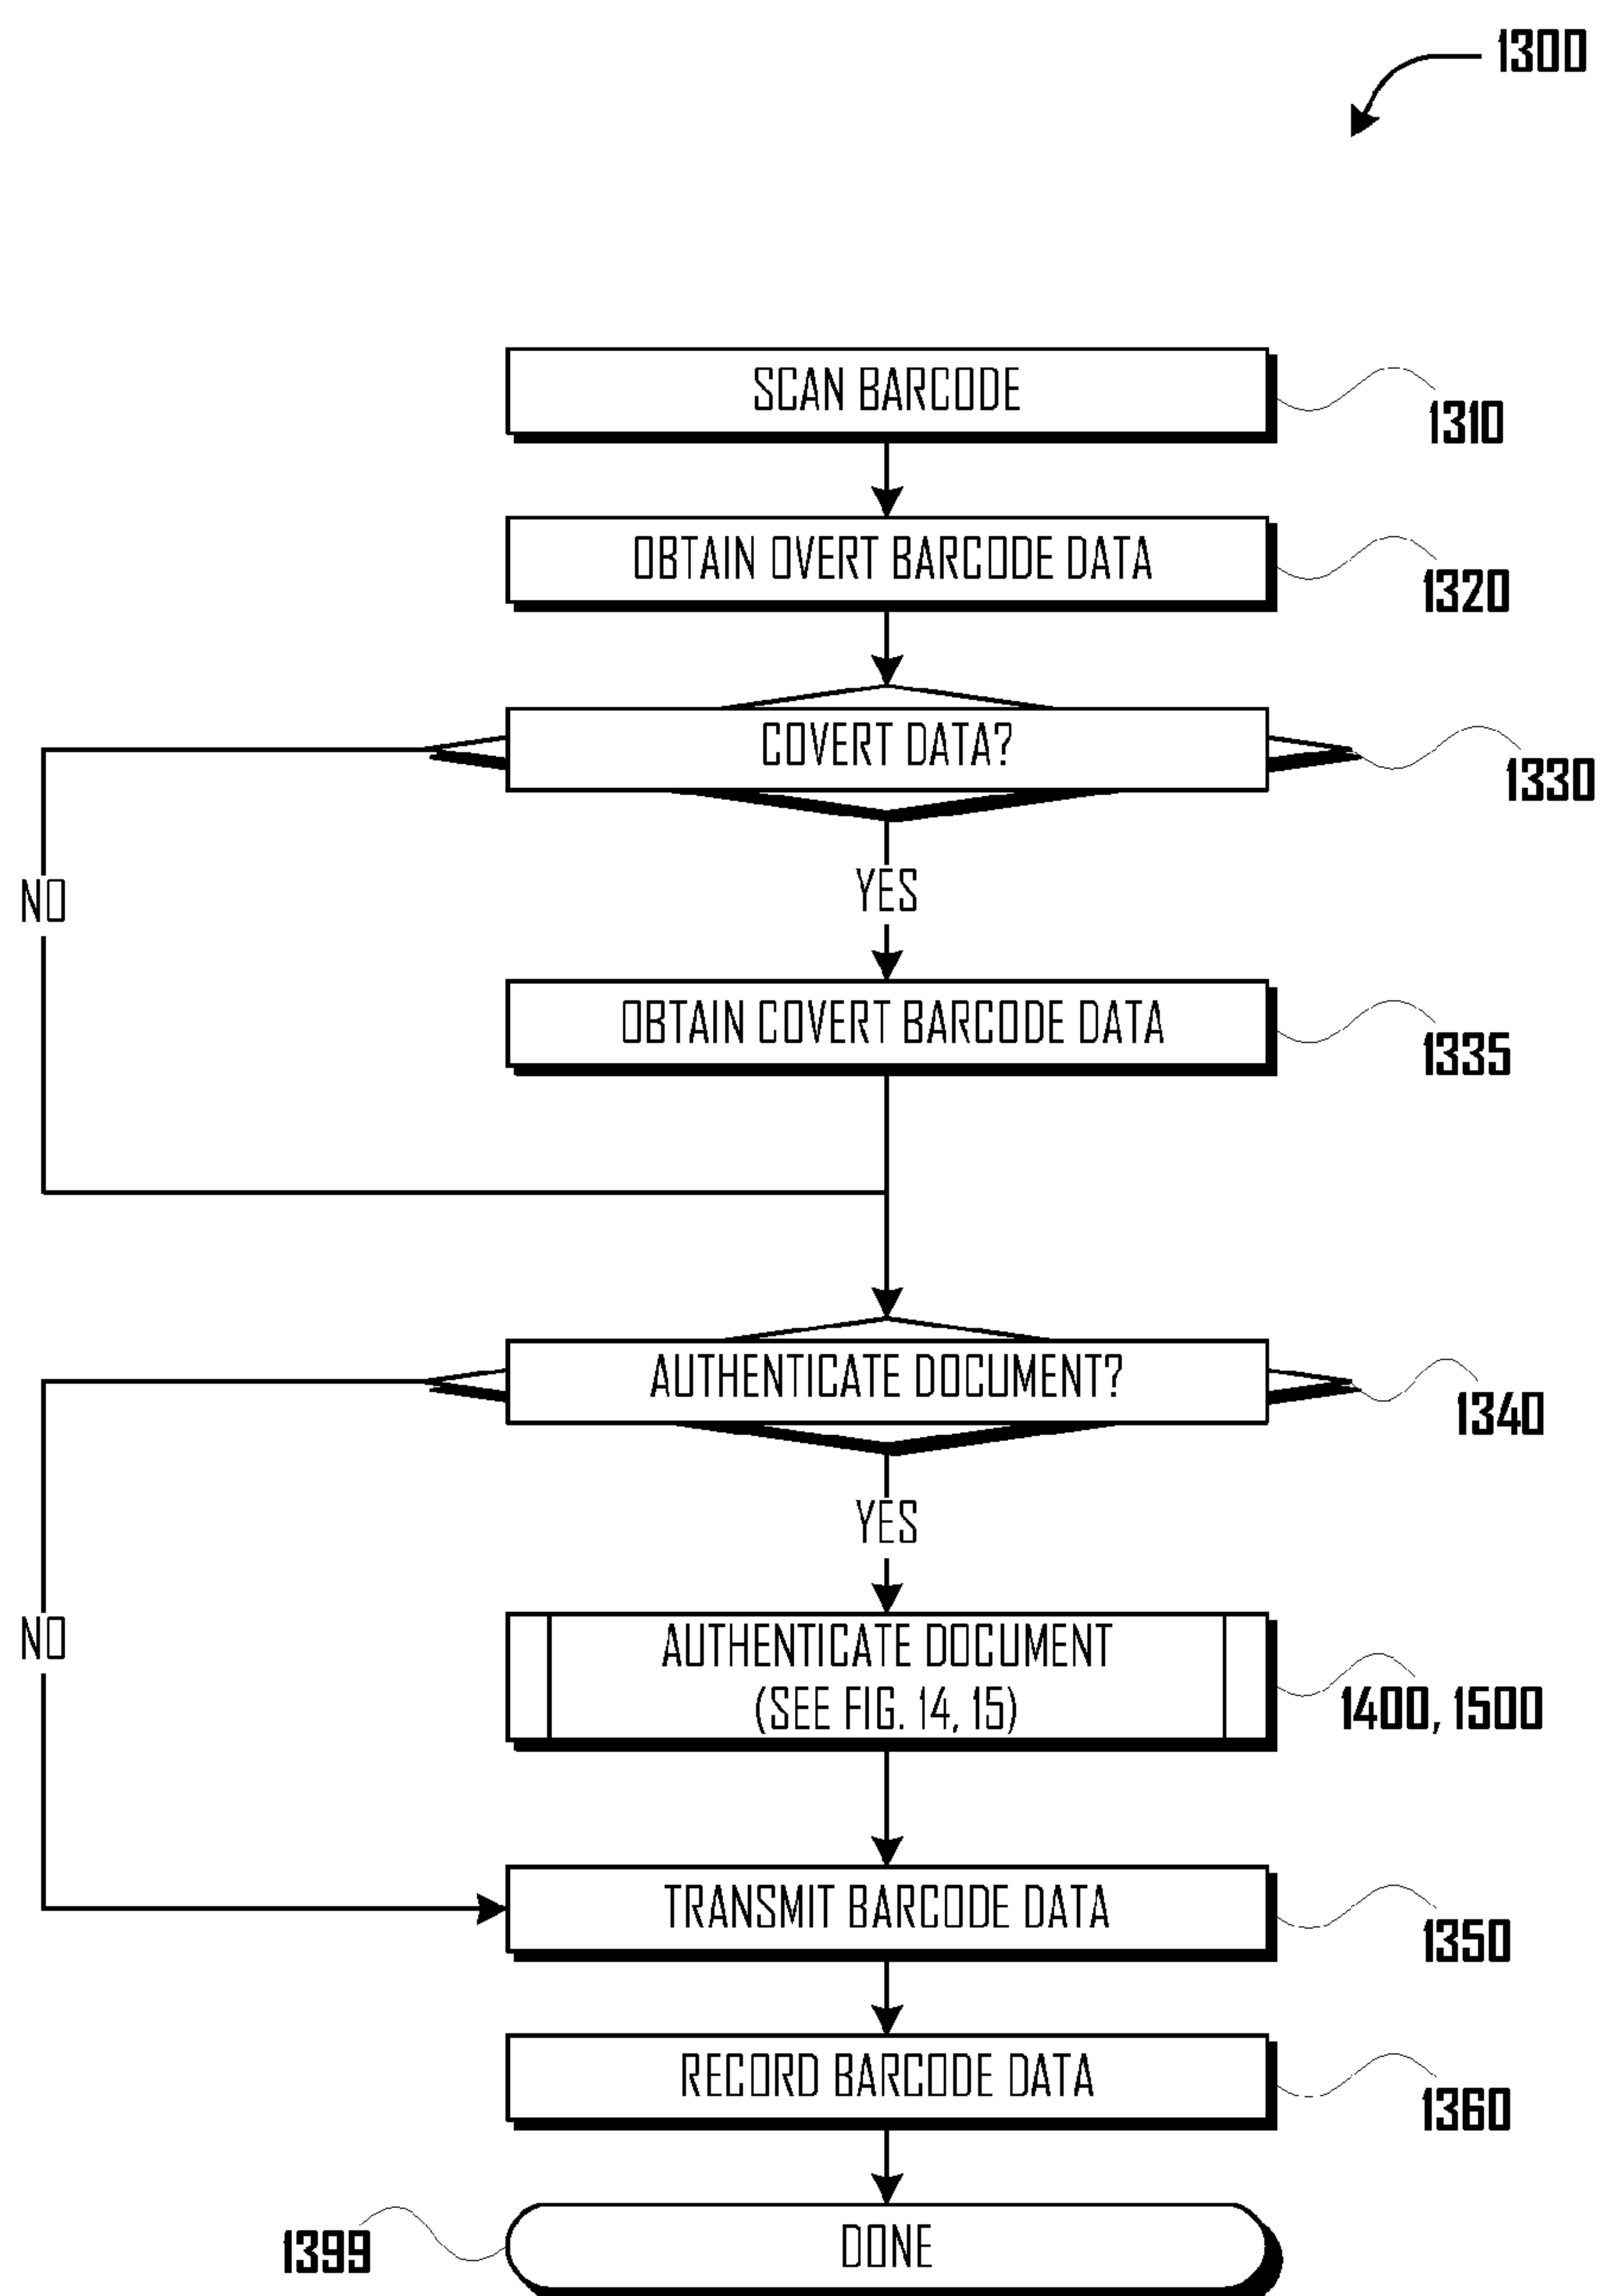 1300
SCAN BARCODE
1310
OBTAIN OVERT BARCODE DATA
1320
COVERT DATA?
1330
NO
YES
OBTAIN COVERT BARCODE DATA
1335
AUTHENTICATE DOCUMENT?
1340
YES
NO
AUTHENTICATE DOCUMENT
(SEE FIG. 14, 15)
1400, 1500
TRANSMIT BARCODE DATA
1350
RECORD BARCODE DATA
1360
DONE
1399